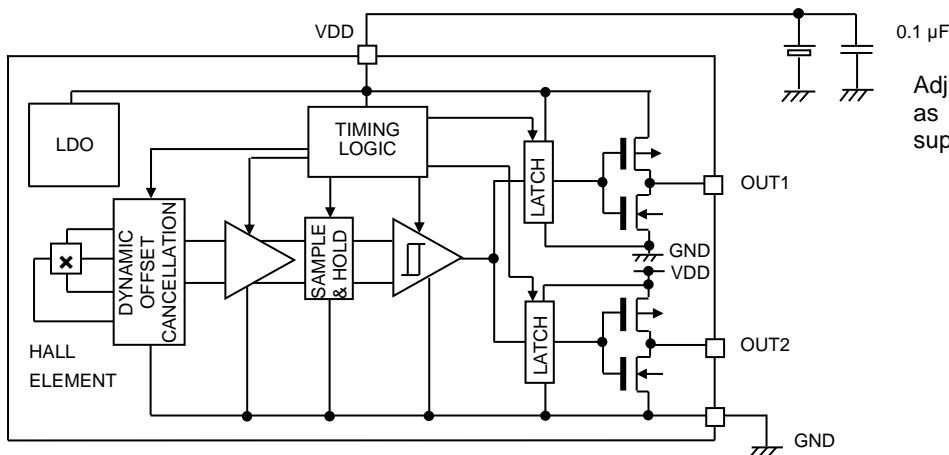 VDD
0.1 µF
Adj
as
sup
LDO
TIMING
LOGIC
LATCH
OUT1
GND
VDD
DYNAMIC
OFFSET
CANCELLATION
SAMPLE
& HOLD
×
HALL
ELEMENT
LATCH
OUT2
GND